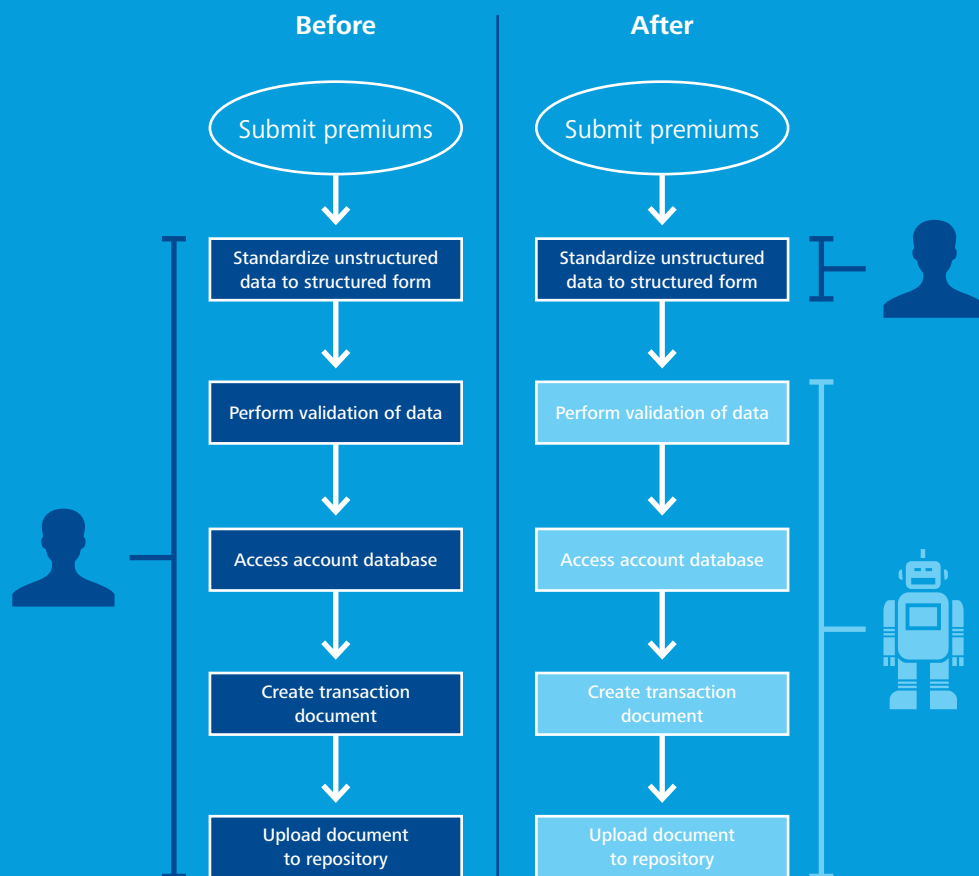 Before
Submit premiums
Standardize unstructured
data to structured form
Perform validation of data
Access account database
Create transaction
document
Upload document
to repository
After
Submit premiums
Standardize unstructured
data to structured form
Perform validation of data
Access account database
Create transaction
document
Upload document
to repository